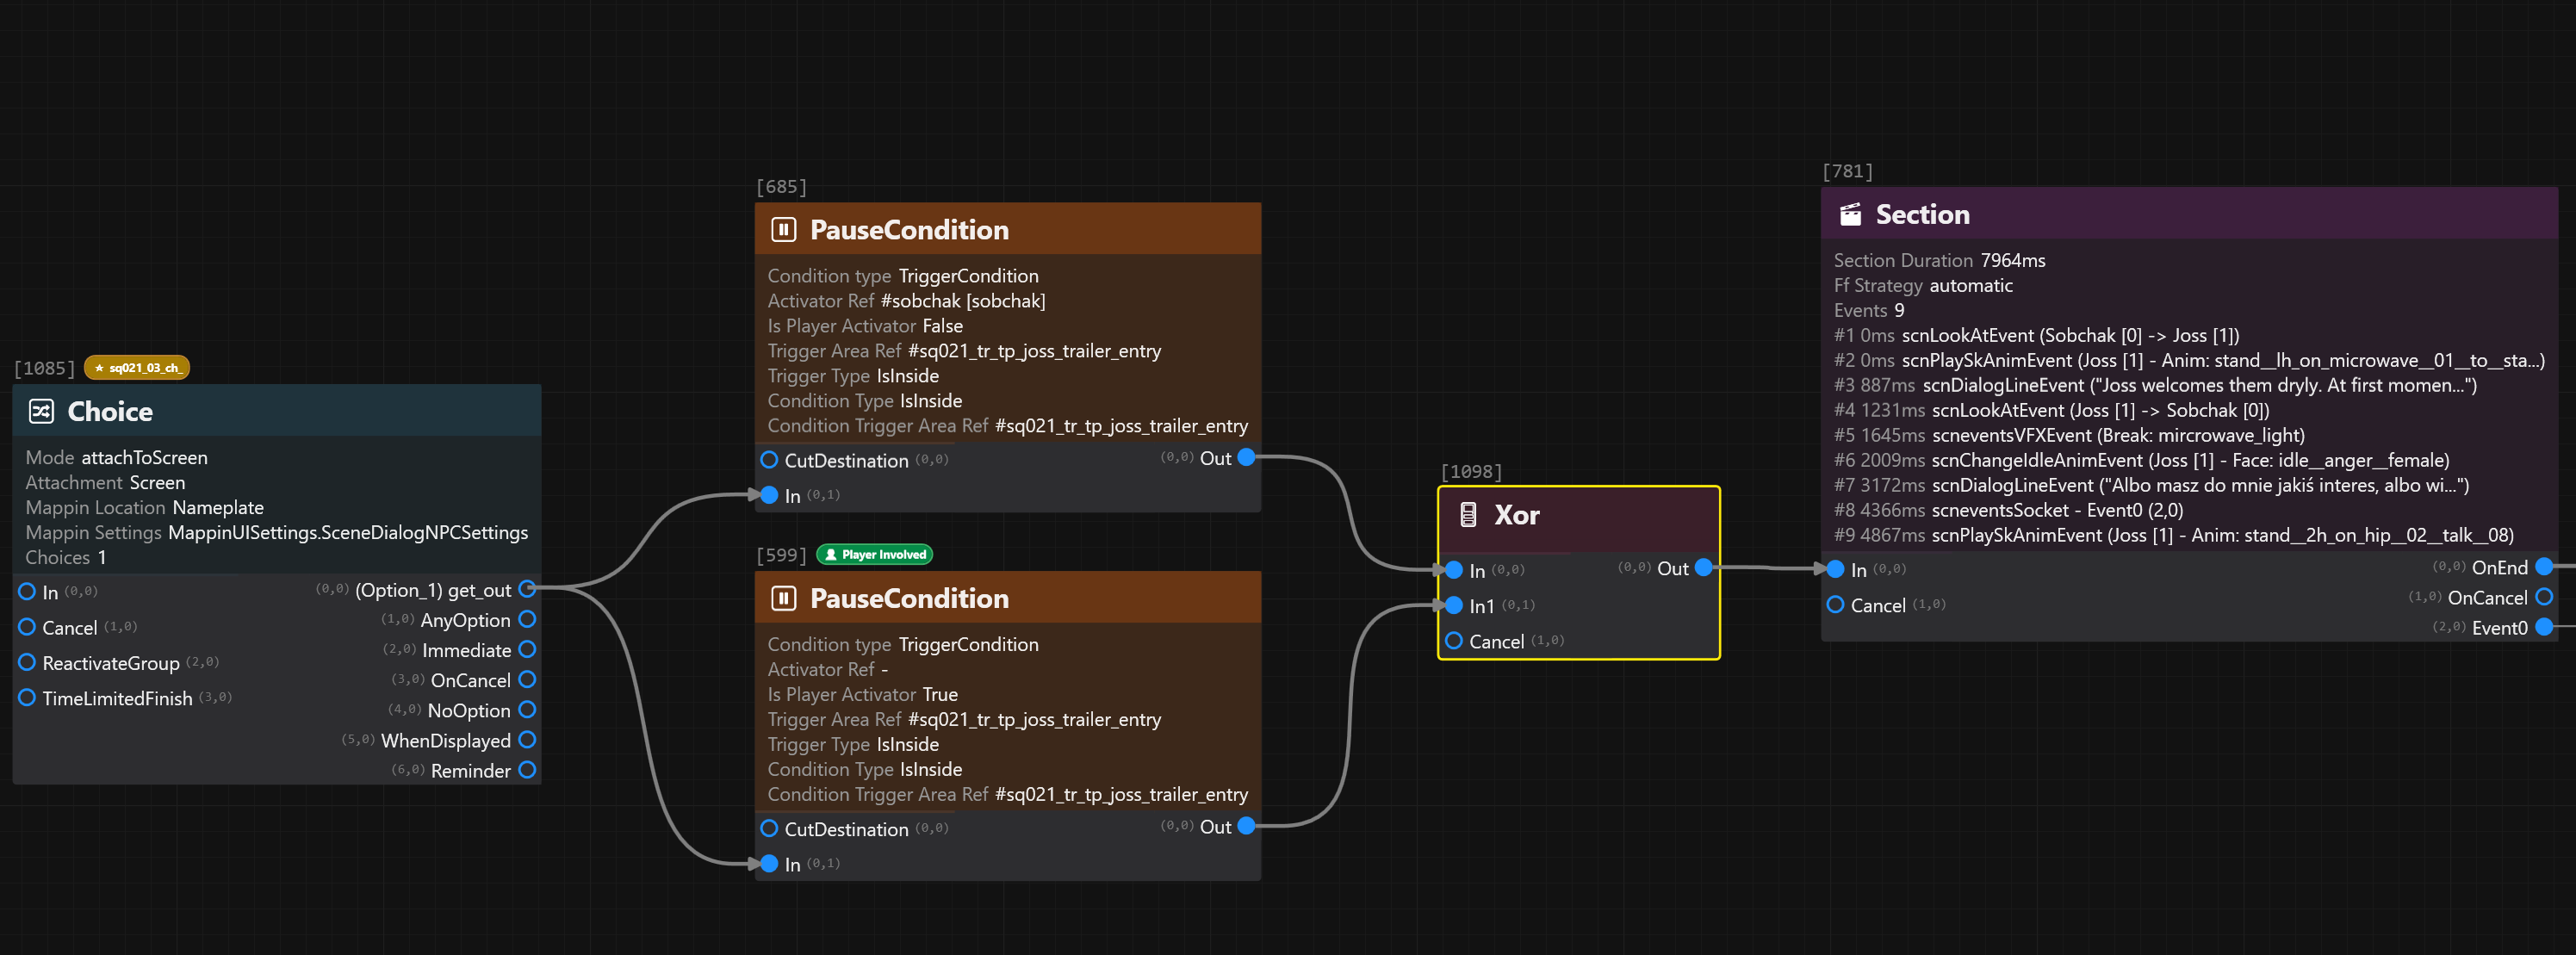 [1085] ★ sq021_03_ch_
Choice
Mode attachToScreen
Attachment Screen
Mappin Location Nameplate
Mappin Settings MappinUISettings.SceneDialogNPCSettings
Choices 1
In (0,0)
Cancel (1,0)
ReactivateGroup (2,0)
TimeLimitedFinish (3,0)
(0,0) (Option_1) get_out
(1,0) AnyOption
(2,0) Immediate
(3,0) OnCancel
(4,0) NoOption
(5,0) WhenDisplayed
(6,0) Reminder
[685]
PauseCondition
Condition type TriggerCondition
Activator Ref #sobchak [sobchak]
Is Player Activator False
Trigger Area Ref #sq021_tr_tp_joss_trailer_entry
Trigger Type IsInside
Condition Type IsInside
Condition Trigger Area Ref #sq021_tr_tp_joss_trailer_entry
CutDestination (0,0)
In (0,1)
(0,0) Out
[599] Player Involved
PauseCondition
Condition type TriggerCondition
Activator Ref -
Is Player Activator True
Trigger Area Ref #sq021_tr_tp_joss_trailer_entry
Trigger Type IsInside
Condition Type IsInside
Condition Trigger Area Ref #sq021_tr_tp_joss_trailer_entry
CutDestination (0,0)
In (0,1)
(0,0) Out
[1098]
Xor
In (0,0)
In1 (0,1)
Cancel (1,0)
(0,0) Out
[781]
Section
Section Duration 7964ms
Ff Strategy automatic
Events 9
#1 0ms scnLookAtEvent (Sobchak [0] -> Joss [1])
#2 0ms scnPlaySkAnimEvent (Joss [1] - Anim: stand__lh_on_microwave__01__to__sta...)
#3 887ms scnDialogLineEvent ("Joss welcomes them dryly. At first momen...")
#4 1231ms scnLookAtEvent (Joss [1] -> Sobchak [0])
#5 1645ms scneventsVFXEvent (Break: mircrowave_light)
#6 2009ms scnChangeIdleAnimEvent (Joss [1] - Face: idle__anger__female)
#7 3172ms scnDialogLineEvent ("Albo masz do mnie jakiś interes, albo wi...")
#8 4366ms scneventsSocket - Event0 (2,0)
#9 4867ms scnPlaySkAnimEvent (Joss [1] - Anim: stand__2h_on_hip__02__talk__08)
In (0,0)
Cancel (1,0)
(0,0) OnEnd
(1,0) OnCancel
(2,0) Event0